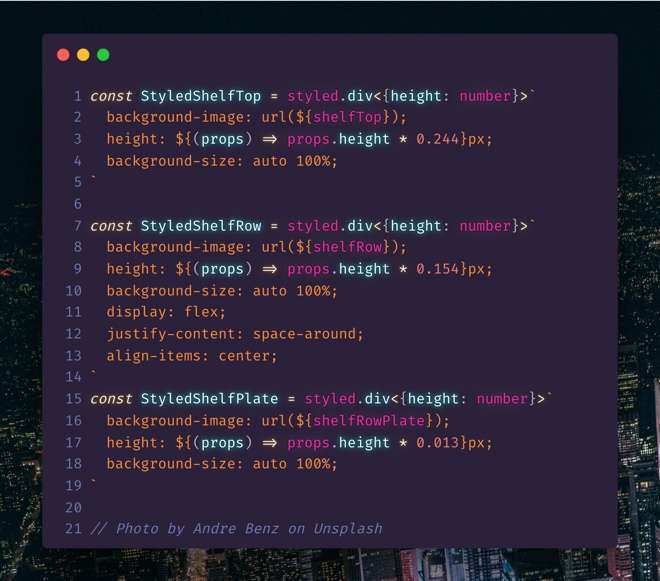 1 const StyledShelfTop = styled.div<{height: number}>`
2 background-image: url(${shelfTop});
3 height: ${(props) => props.height * 0.244}px;
4 background-size: auto 100%;
5 `
6
7 const StyledShelfRow = styled.div<{height: number}>`
8 background-image: url(${shelfRow});
9 height: ${(props) => props.height * 0.154}px;
10 background-size: auto 100%;
11 display: flex;
12 justify-content: space-around;
13 align-items: center;
14 `
15 const StyledShelfPlate = styled.div<{height: number}>`
16 background-image: url(${shelfRowPlate});
17 height: ${(props) => props.height * 0.013}px;
18 background-size: auto 100%;
19 `
20
21 // Photo by Andre Benz on Unsplash